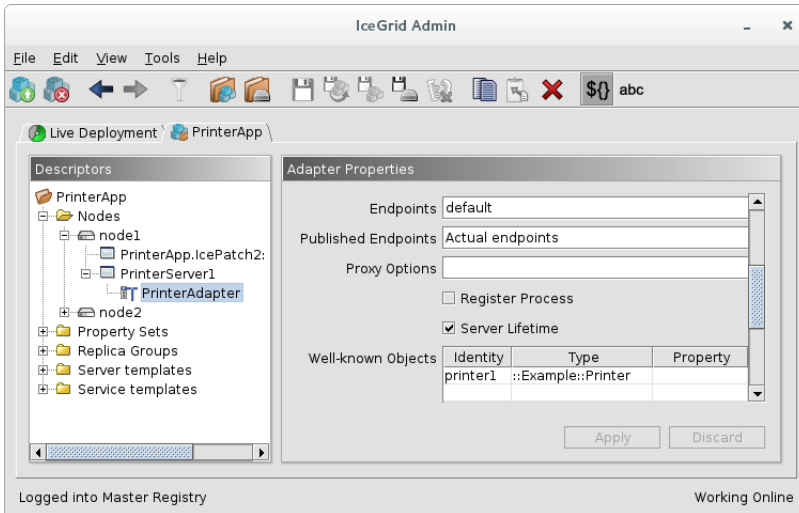 IceGrid Admin
File Edit View Tools Help
${} abc
Live Deployment PrinterApp
Descriptors
PrinterApp
Nodes
node1
PrinterApp.IcePatch2:
PrinterServer1
PrinterAdapter
node2
Property Sets
Replica Groups
Server templates
Service templates
Adapter Properties
Endpoints default
Published Endpoints Actual endpoints
Proxy Options
Register Process
Server Lifetime
Well-known Objects Identity Type Property
printer1 ::Example::Printer
Apply Discard
Logged into Master Registry Working Online